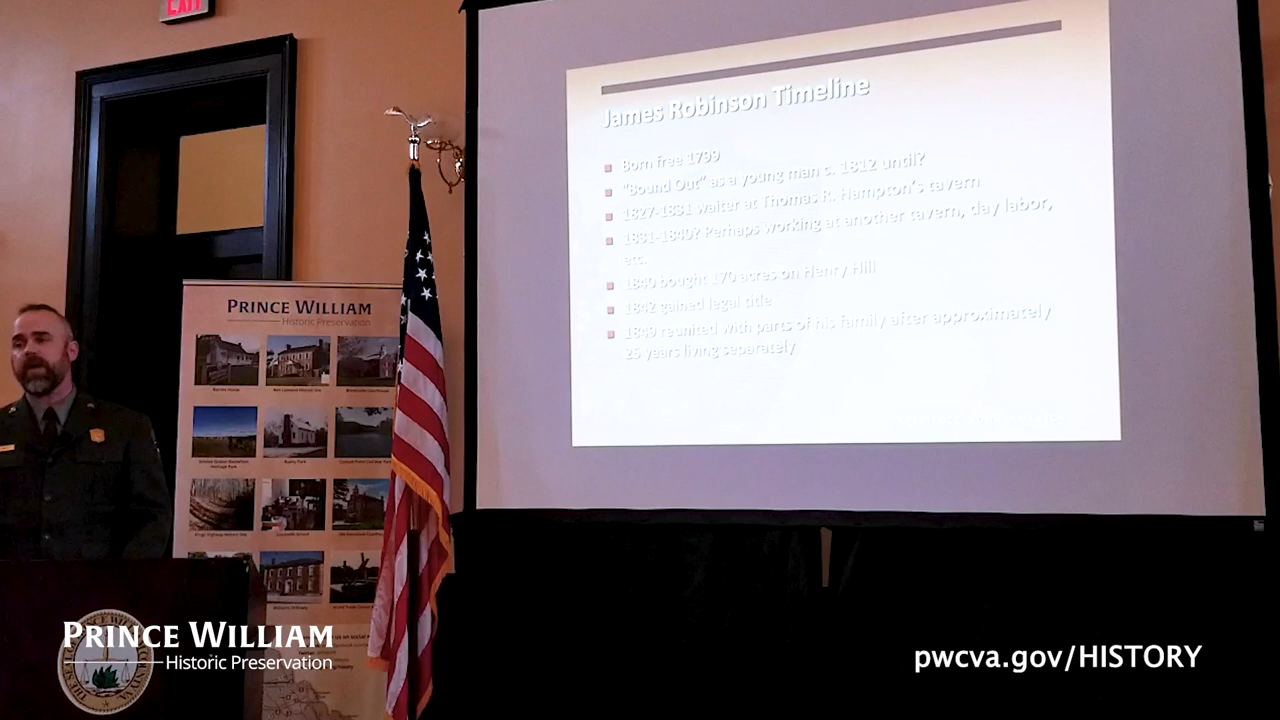 EXIT
James Robinson Timeline
Born free 1799
"Bound Out" as a young man c. 1812 until?
1827-1831 waiter at Thomas R. Hampton's tavern
1831-1840? Perhaps working at another tavern, day labor,
etc.
1840 bought 170 acres on Henry Hill
1842 gained legal title
1849 reunited with parts of his family after approximately
25 years living separately
PRINCE WILLIAM
Historic Preservation
PRINCE WILLIAM
Historic Preservation
pwcva.gov/HISTORY